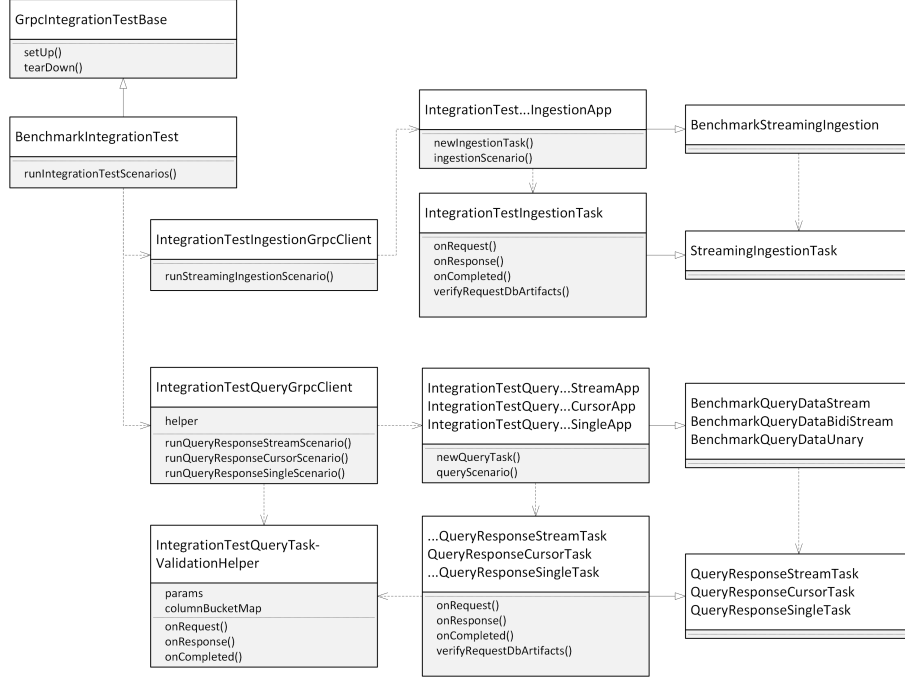 GrpcIntegrationTestBase
setUp()
tearDown()
BenchmarkIntegrationTest
runIntegrationTestScenarios()
IntegrationTest...IngestionApp
newIngestionTask()
ingestionScenario()
BenchmarkStreamingIngestion
IntegrationTestIngestionGrpcClient
runStreamingIngestionScenario()
IntegrationTestIngestionTask
onRequest()
onResponse()
onCompleted()
verifyRequestDbArtifacts()
StreamingIngestionTask
IntegrationTestQueryGrpcClient
helper
runQueryResponseStreamScenario()
runQueryResponseCursorScenario()
runQueryResponseSingleScenario()
IntegrationTestQuery...StreamApp
IntegrationTestQuery...CursorApp
IntegrationTestQuery...SingleApp
newQueryTask()
queryScenario()
BenchmarkQueryDataStream
BenchmarkQueryDataBidiStream
BenchmarkQueryDataUnary
IntegrationTestQueryTask-
ValidationHelper
params
columnBucketMap
onRequest()
onResponse()
onCompleted()
...QueryResponseStreamTask
QueryResponseCursorTask
...QueryResponseSingleTask
onRequest()
onResponse()
onCompleted()
verifyRequestDbArtifacts()
QueryResponseStreamTask
QueryResponseCursorTask
QueryResponseSingleTask